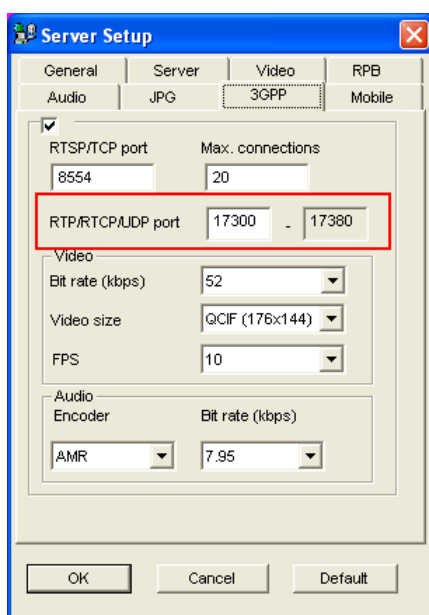 Server Setup
General Server Video RPB
Audio JPG 3GPP Mobile
RTSP/TCP port Max. connections
8554 20
RTP/RTCP/UDP port 17300 - 17380
Video
Bit rate (kbps) 52
Video size QCIF (176x144)
FPS 10
Audio
Encoder Bit rate (kbps)
AMR 7.95
OK Cancel Default